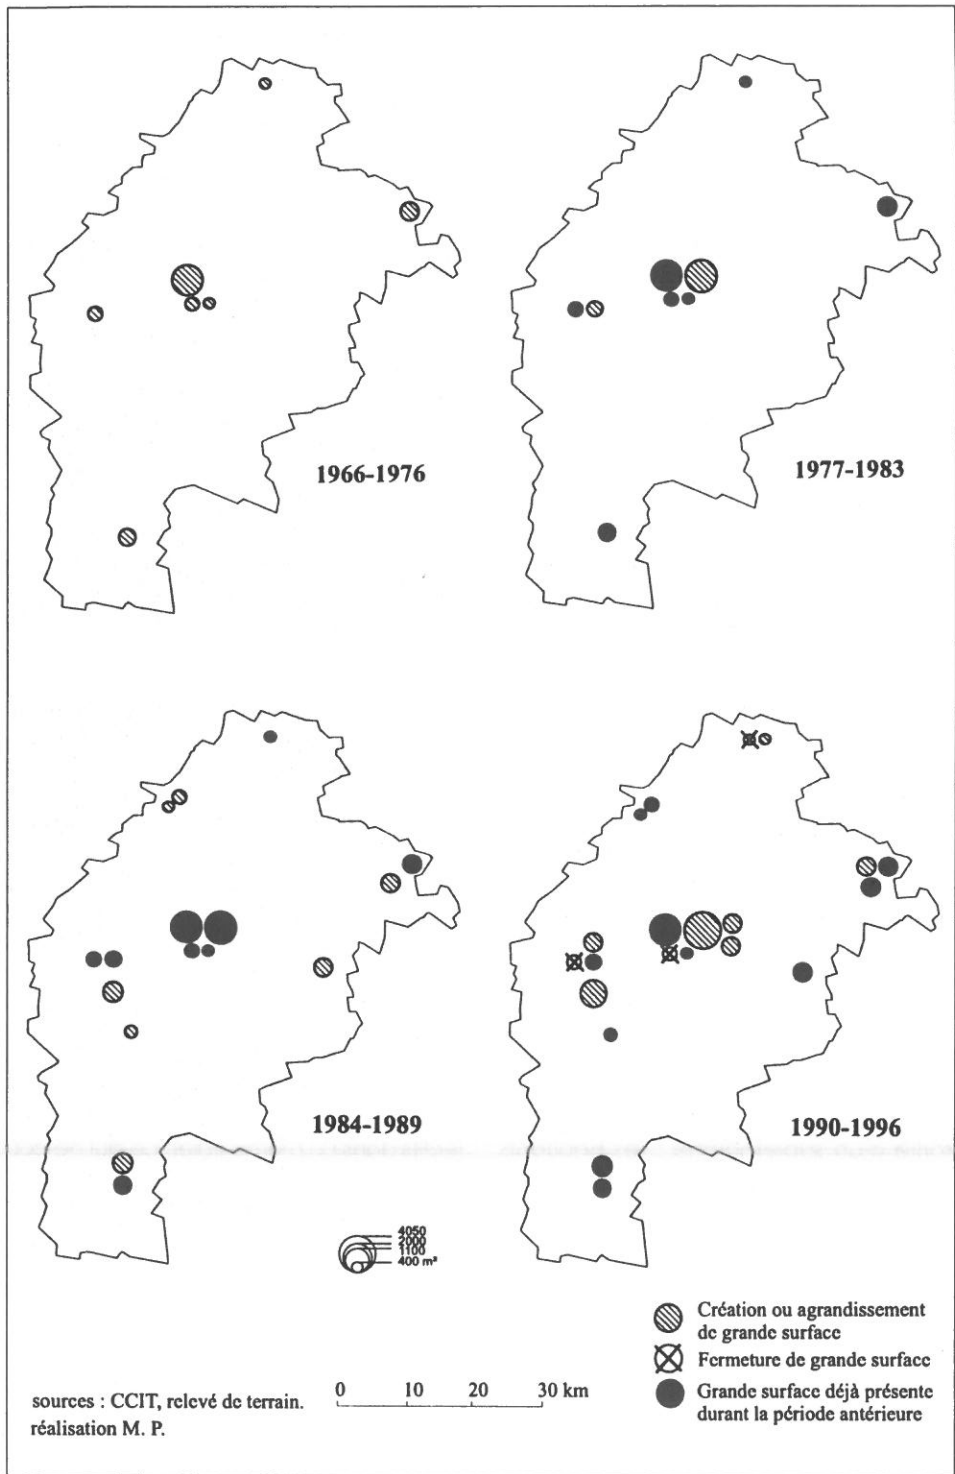 1966-1976
1977-1983
1984-1989
1990-1996
4050
2000
1100
400 m²
Création ou agrandissement
de grande surface
Fermeture de grande surface
Grande surface déjà présente
durant la période antérieure
sources : CCIT, relevé de terrain.
réalisation M. P.
0 10 20 30 km